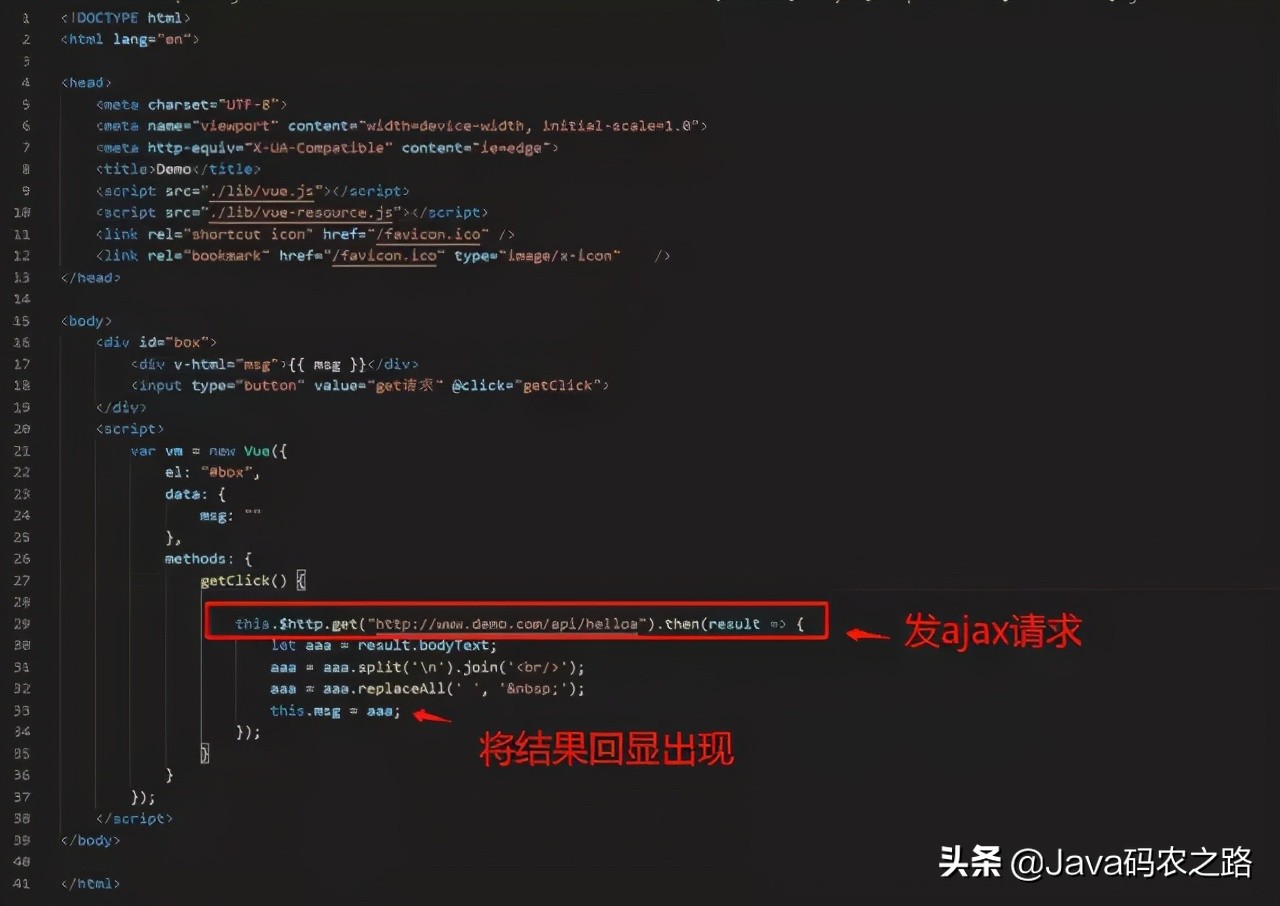 1 <!DOCTYPE html>
2 <html lang="en">
3
4 <head>
5 <meta charset="UTF-8">
6 <meta name="viewport" content="width=device-width, initial-scale=1.0">
7 <meta http-equiv="X-UA-Compatible" content="ie=edge">
8 <title>Demo</title>
9 <script src="./lib/vue.js"></script>
10 <script src="./lib/vue-resource.js"></script>
11 <link rel="shortcut icon" href="/favicon.ico" />
12 <link rel="bookmark" href="/favicon.ico" type="image/x-icon" />
13 </head>
14
15 <body>
16 <div id="box">
17 <div v-html="msg">{{ msg }}</div>
18 <input type="button" value="get请求" @click="getClick">
19 </div>
20 <script>
21 var vm = new Vue({
22 el: "#box",
23 data: {
24 msg: ""
25 },
26 methods: {
27 getClick() {
28
29 this.$http.get("http://www.demo.com/api/helloa").then(result => {
发ajax请求
30 let aaa = result.bodyText;
31 aaa = aaa.split('\n').join('<br/>');
32 aaa = aaa.replaceAll(' ', '&nbsp;');
33 this.msg = aaa;
34 });
将结果回显出现
35 }
36 }
37 });
38 </script>
39 </body>
40
41 </html>
头条 @Java码农之路